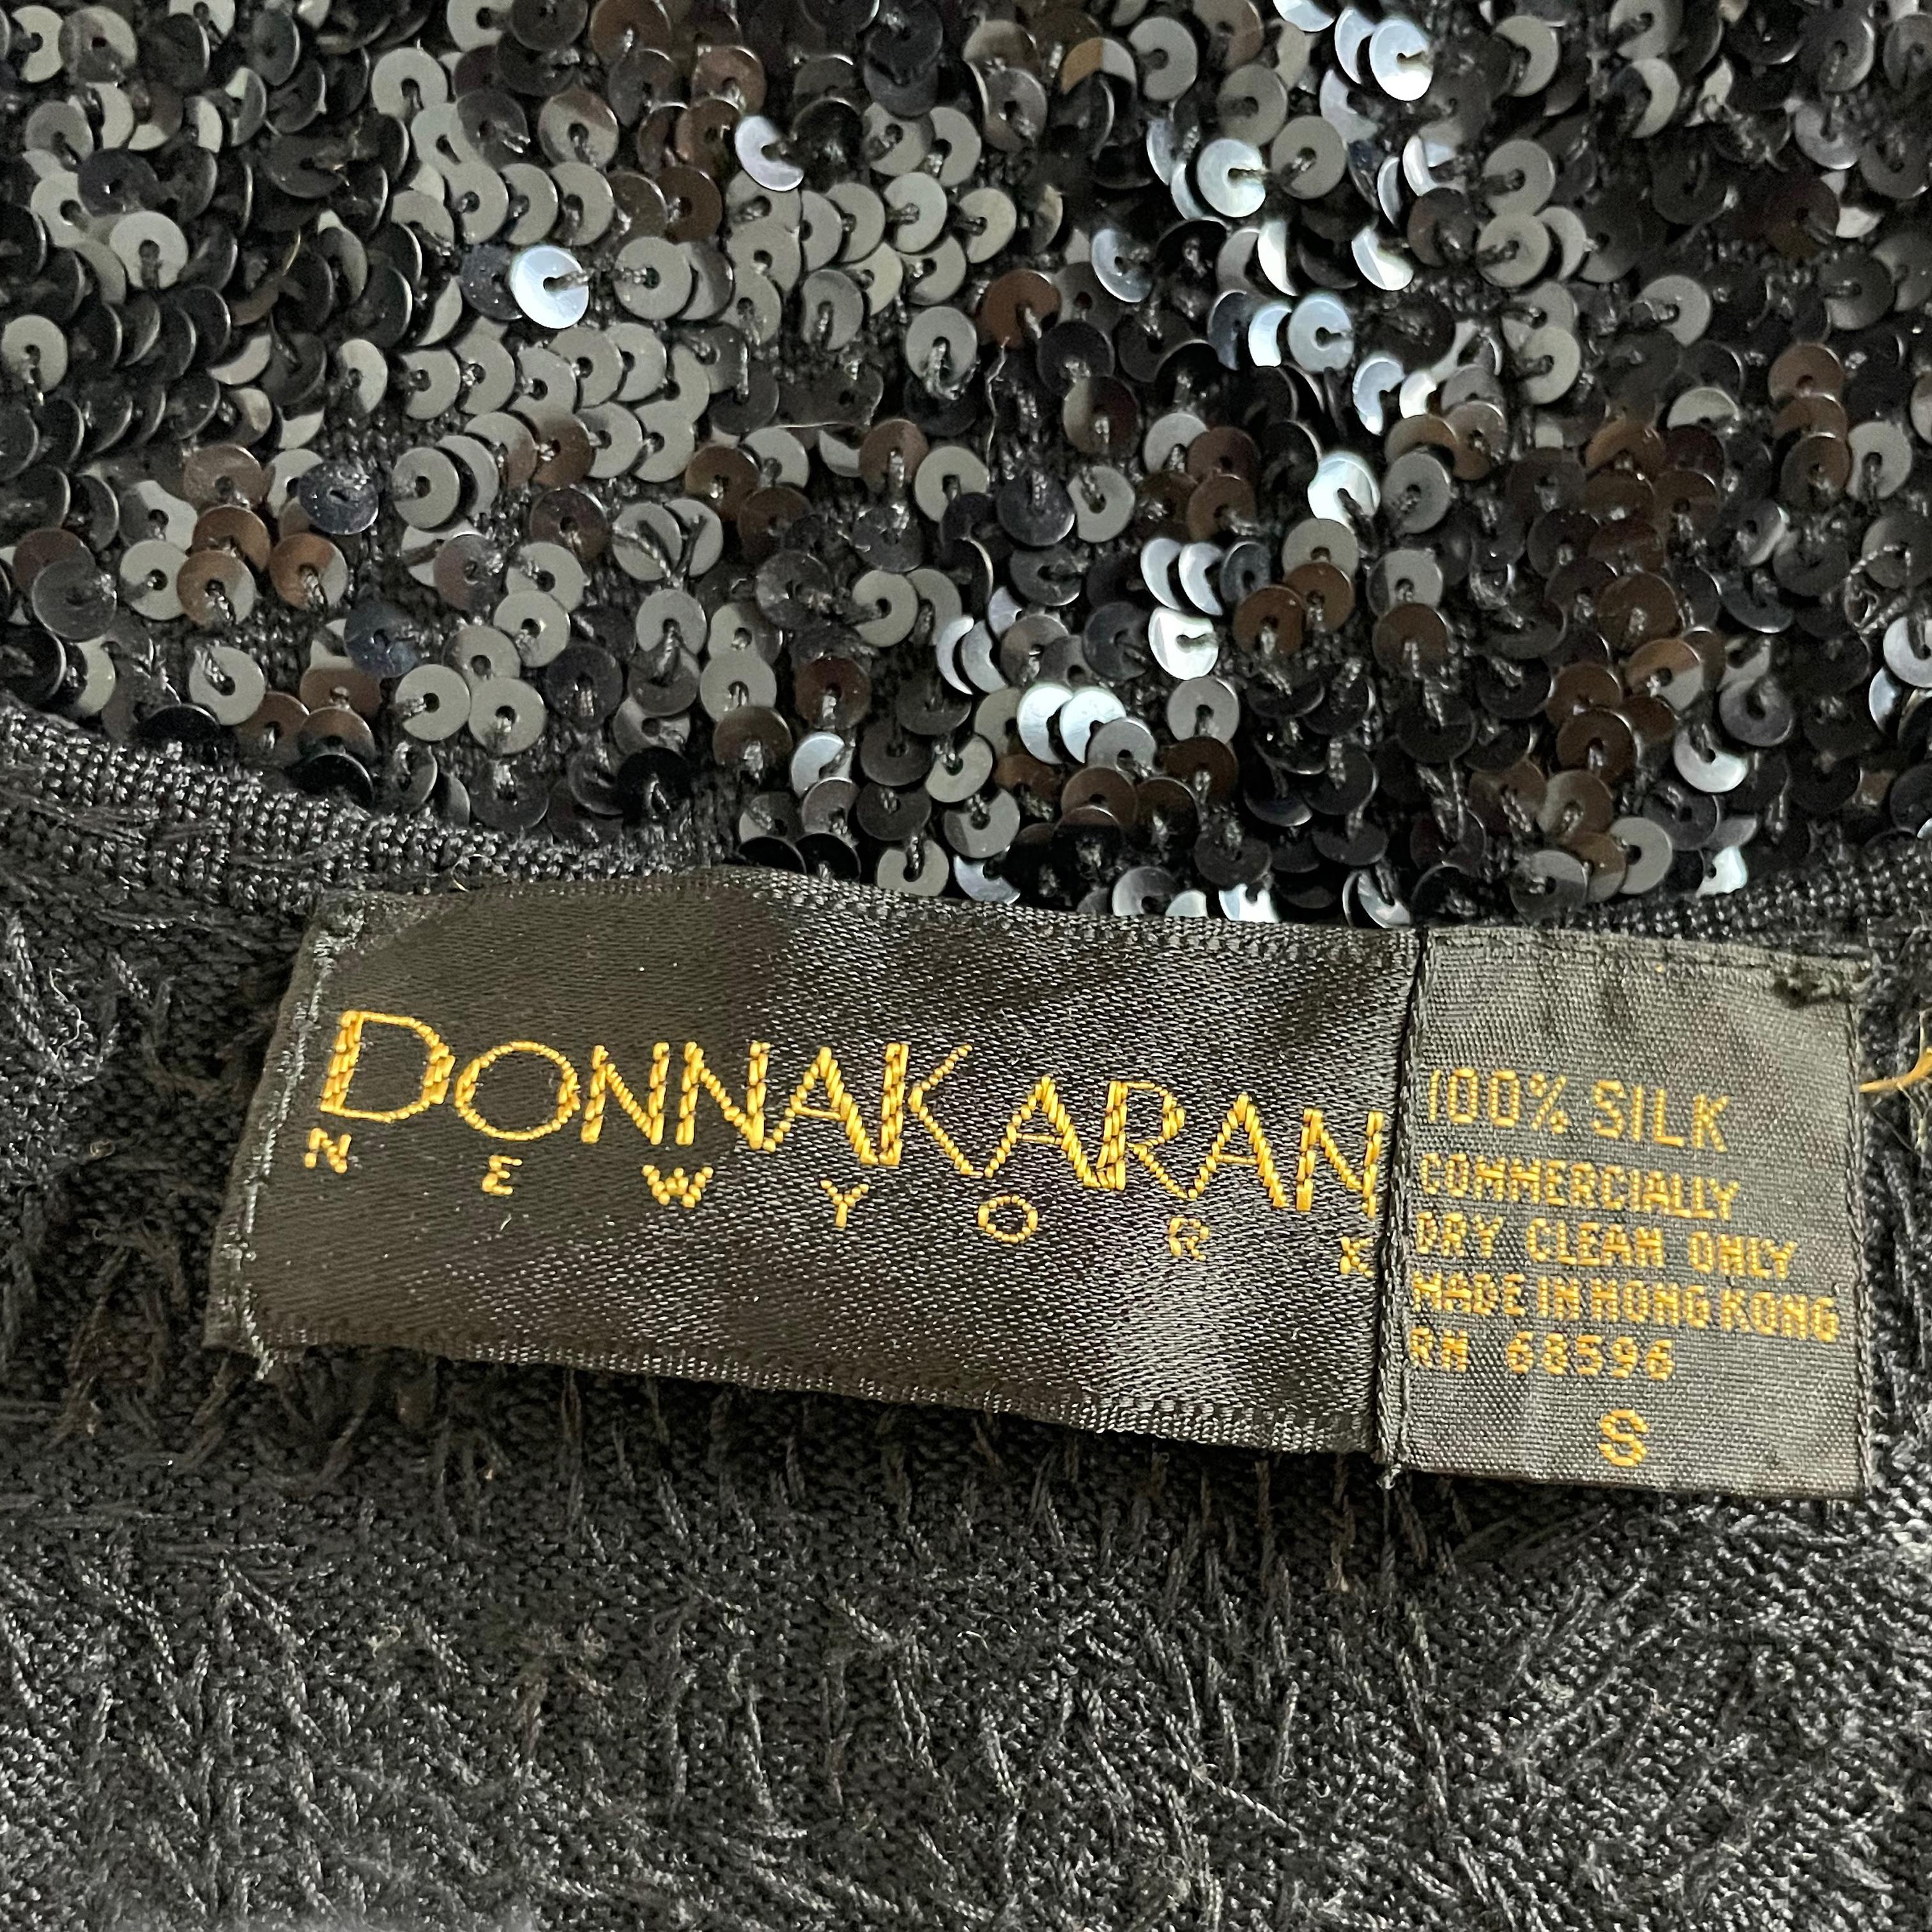 DONNAKARAN
NEW YORK
100% SILK
COMMERCIALLY
DRY CLEAN ONLY
MADE IN HONG KONG
RN 68596
S